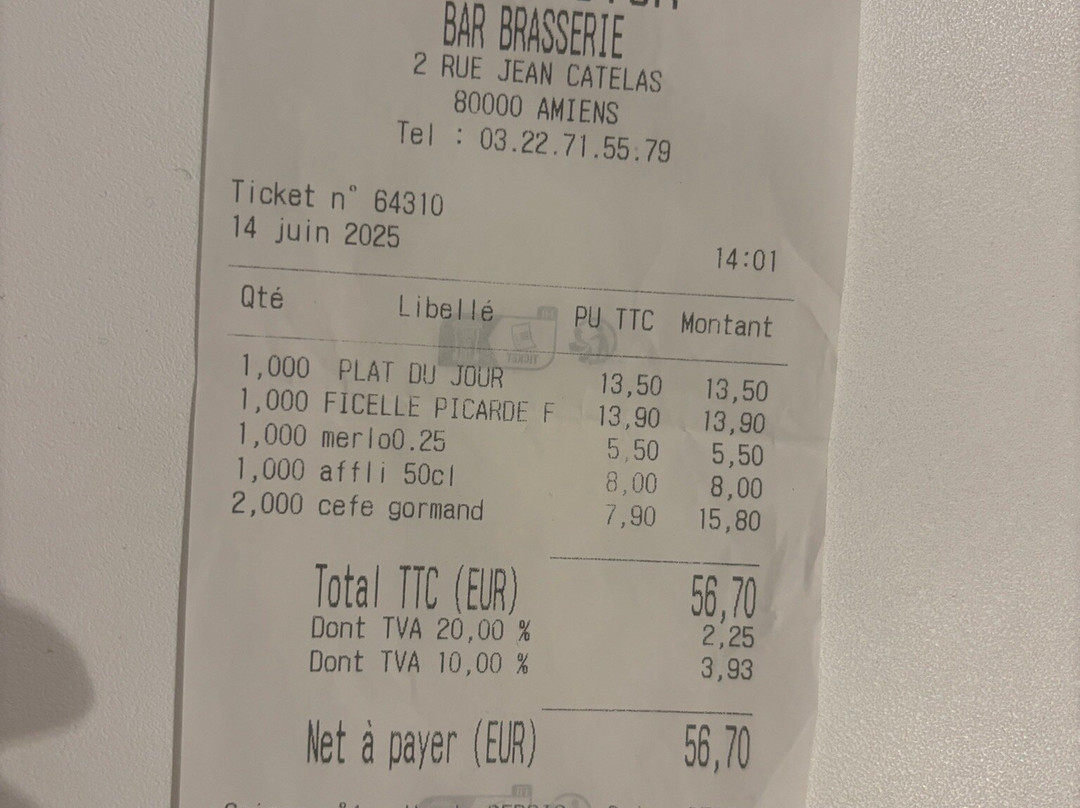 BAR BRASSERIE
2 RUE JEAN CATELAS
80000 AMIENS
Tel : 03.22.71.55.79
Ticket n° 64310
14 juin 2025 14:01
Qté Libellé PU TTC Montant
1,000 PLAT DU JOUR 13,50 13,50
1,000 FICELLE PICARDE F 13,90 13,90
1,000 merlo0.25 5,50 5,50
1,000 affli 50cl 8,00 8,00
2,000 cefe gormand 7,90 15,80
Total TTC (EUR) 56,70
Dont TVA 20,00 % 2,25
Dont TVA 10,00 % 3,93
Net à payer (EUR) 56,70